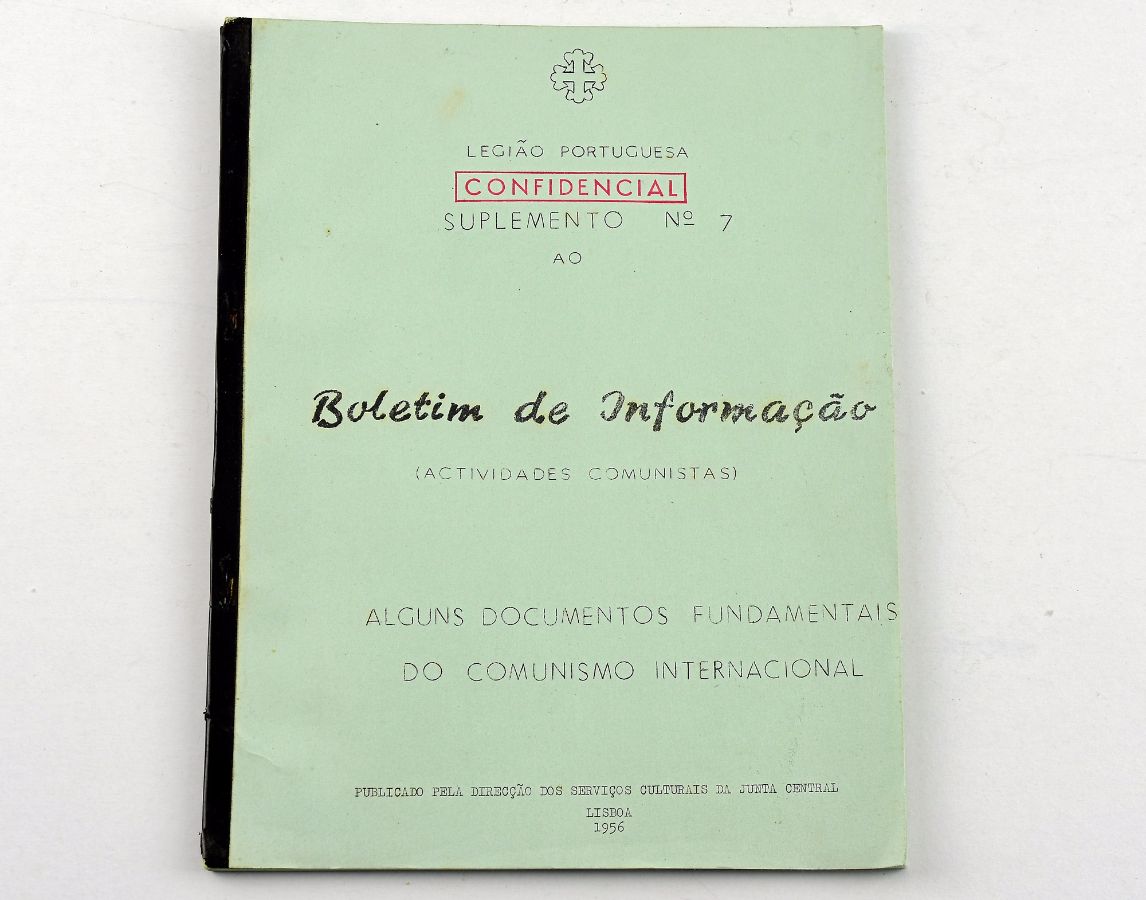 LEGIÃO PORTUGUESA
CONFIDENCIAL
SUPLEMENTO Nº 7
AO
Boletim de Informação
(ACTIVIDADES COMUNISTAS)
ALGUNS DOCUMENTOS FUNDAMENTAIS
DO COMUNISMO INTERNACIONAL
PUBLICADO PELA DIRECÇÃO DOS SERVIÇOS CULTURAIS DA JUNTA CENTRAL
LISBOA
1956